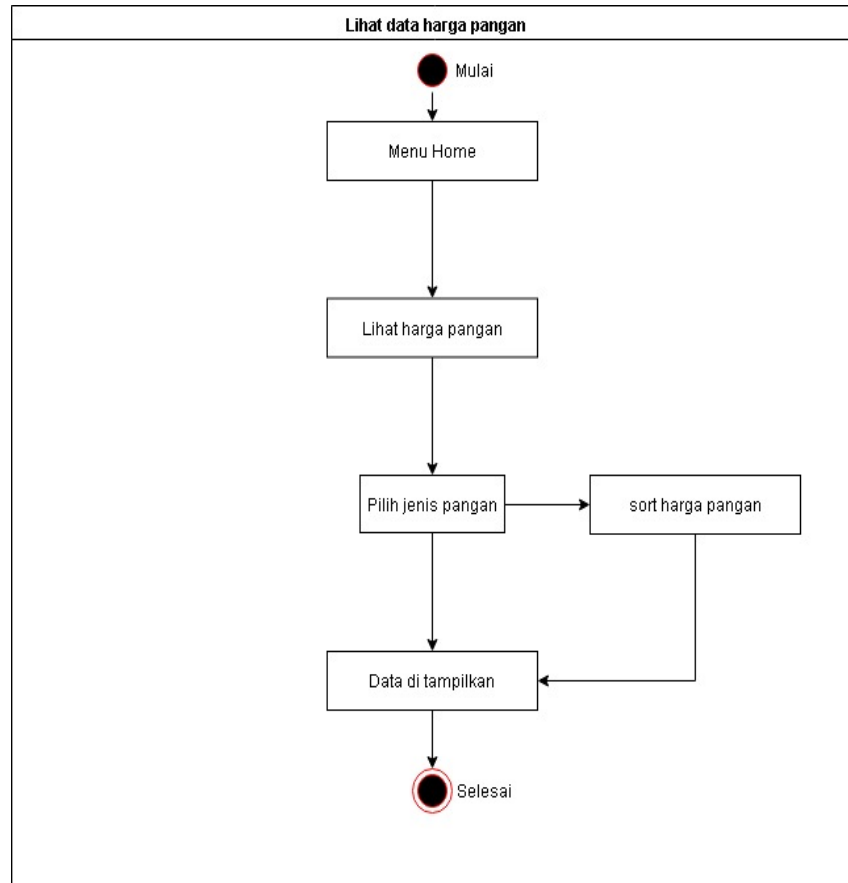 Lihat data harga pangan
Mulai
Menu Home
Lihat harga pangan
Pilih jenis pangan
sort harga pangan
Data di tampilkan
Selesai